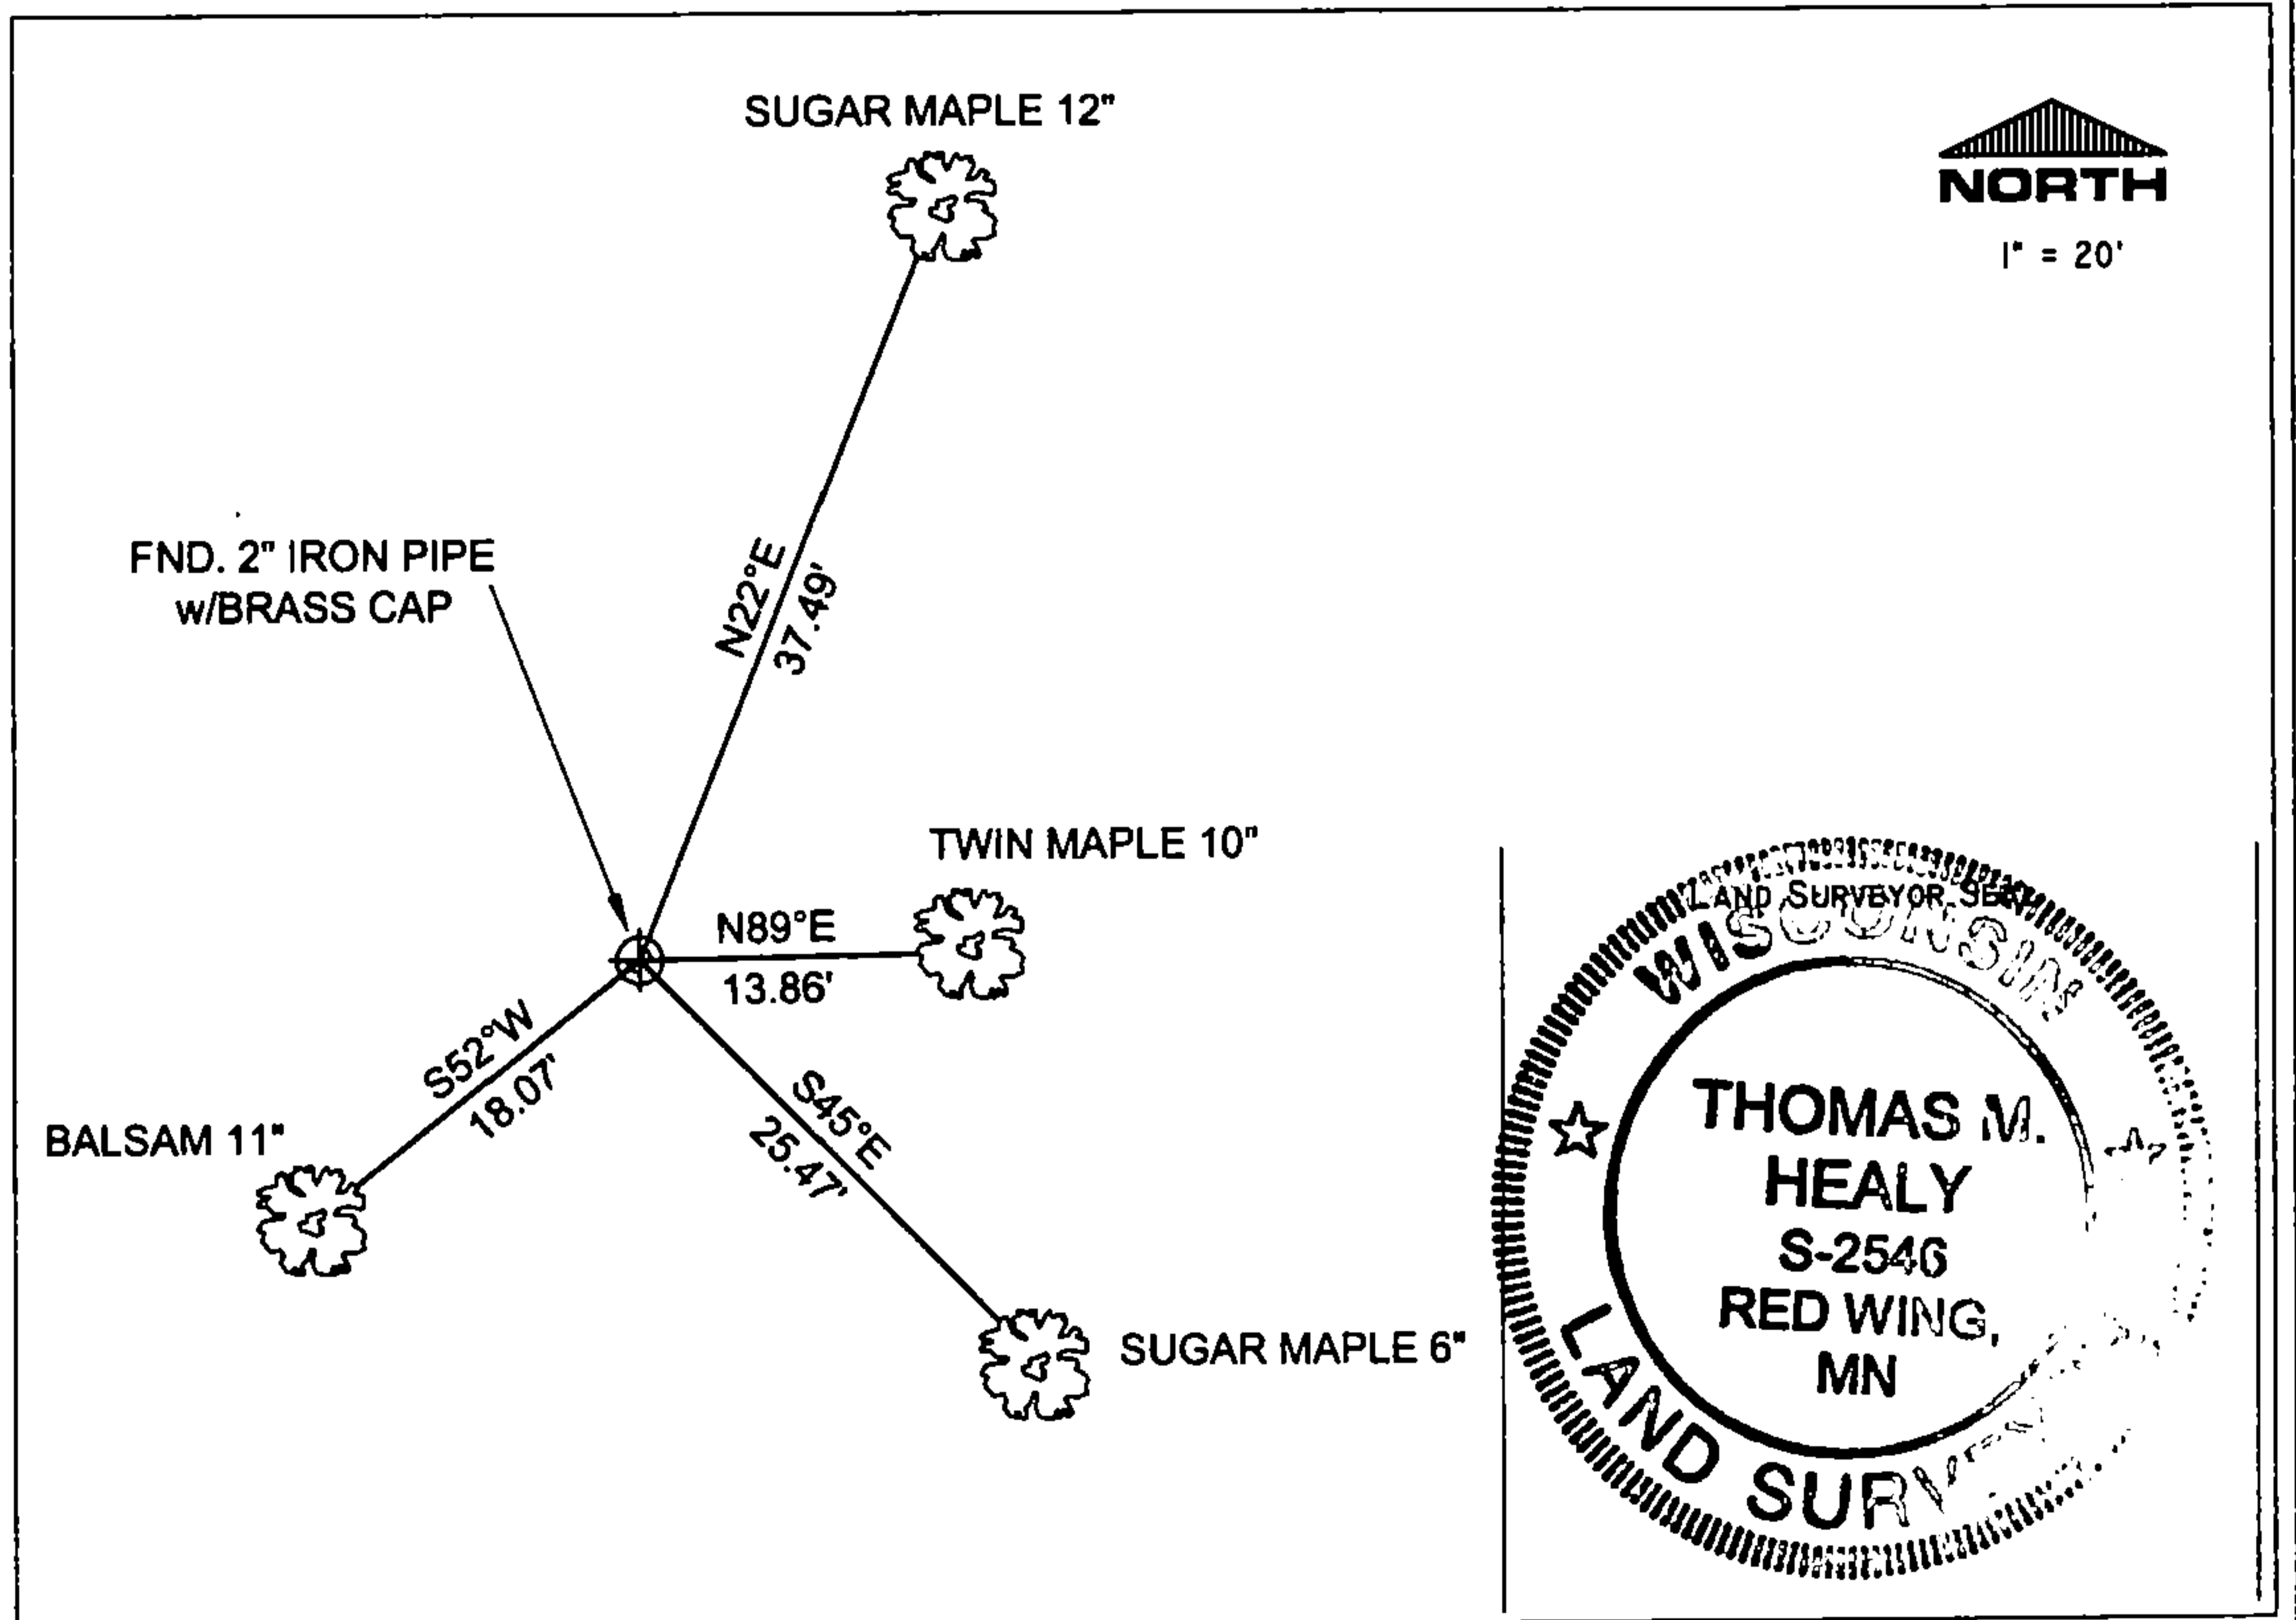 SUGAR MAPLE 12"
NORTH
1" = 20'
FND. 2" IRON PIPE
w/BRASS CAP
N22°E
37.49'
TWIN MAPLE 10"
N89°E
13.86'
S52°W
18.07'
BALSAM 11"
S45°E
25.47'
SUGAR MAPLE 6"
LAND SURVEYOR SEAL
WISCONSIN
THOMAS M.
HEALY
S-2546
RED WING,
MN
LAND